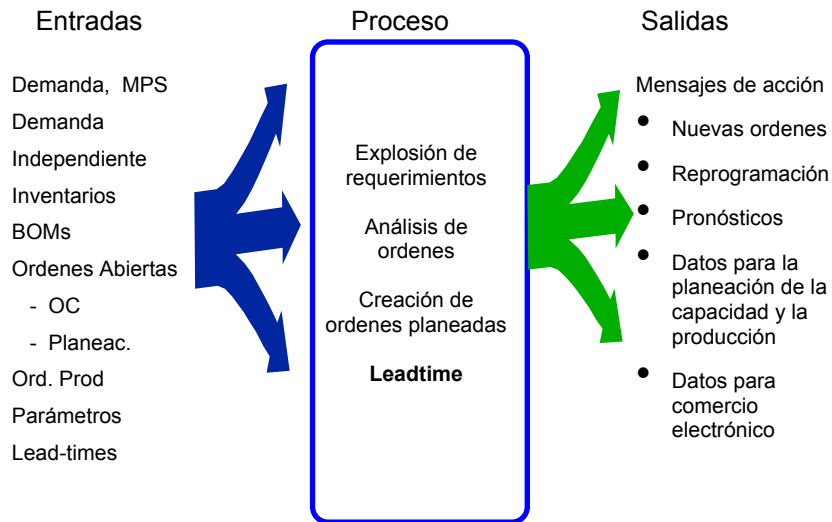 Entradas
Demanda, MPS
Demanda
Independiente
Inventarios
BOMs
Ordenes Abiertas
- OC
- Planeac.
Ord. Prod
Parámetros
Lead-times
Proceso
Explosión de
requerimientos
Análisis de
ordenes
Creación de
ordenes planeadas
Leadtime
Salidas
Mensajes de acción
• Nuevas ordenes
• Reprogramación
• Pronósticos
• Datos para la
planeación de la
capacidad y la
producción
• Datos para
comercio
electrónico